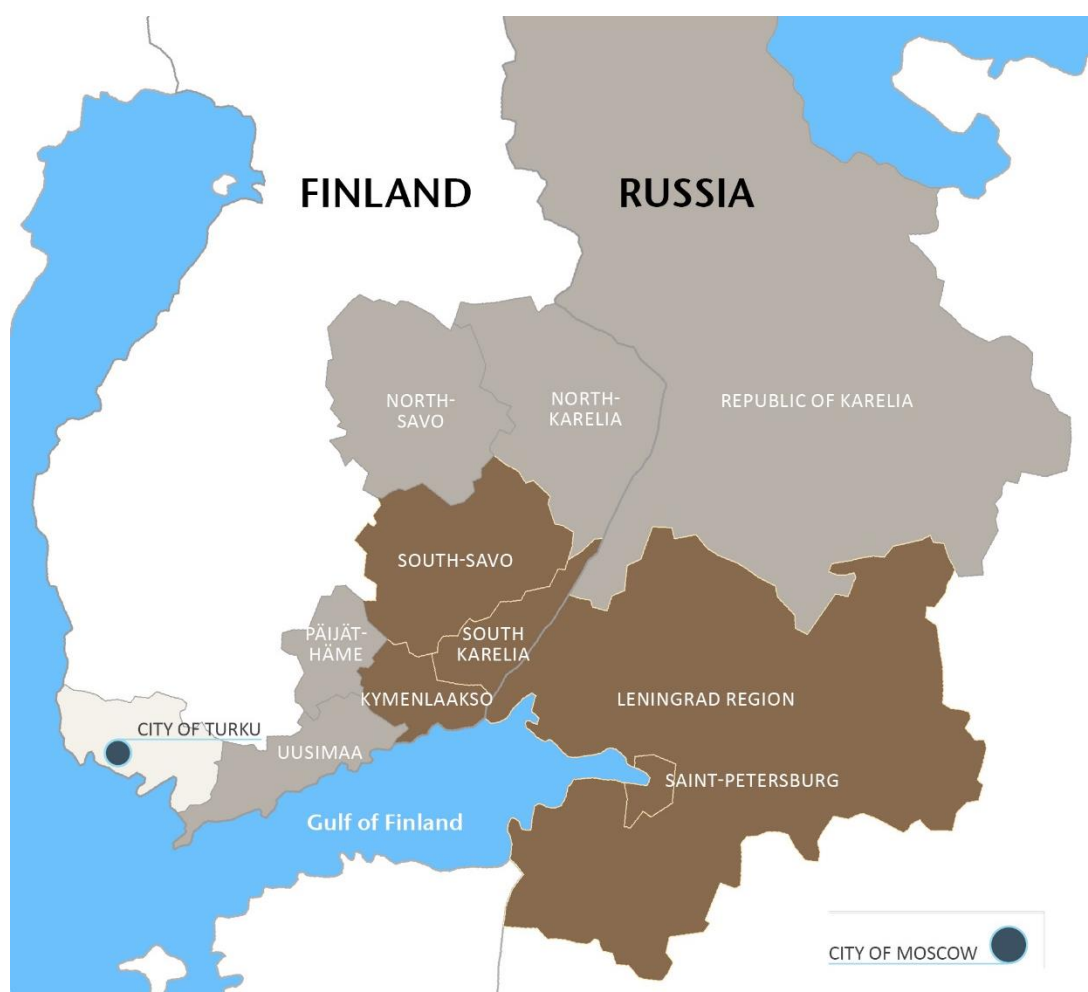 FINLAND
RUSSIA
NORTH-
SAVO
NORTH-
KARELIA
REPUBLIC OF KARELIA
SOUTH-SAVO
PÄIJÄT-
HÄME
SOUTH
KARELIA
KYMENLAAKSO
LENINGRAD REGION
CITY OF TURKU
UUSIMAA
SAINT-PETERSBURG
Gulf of Finland
CITY OF MOSCOW